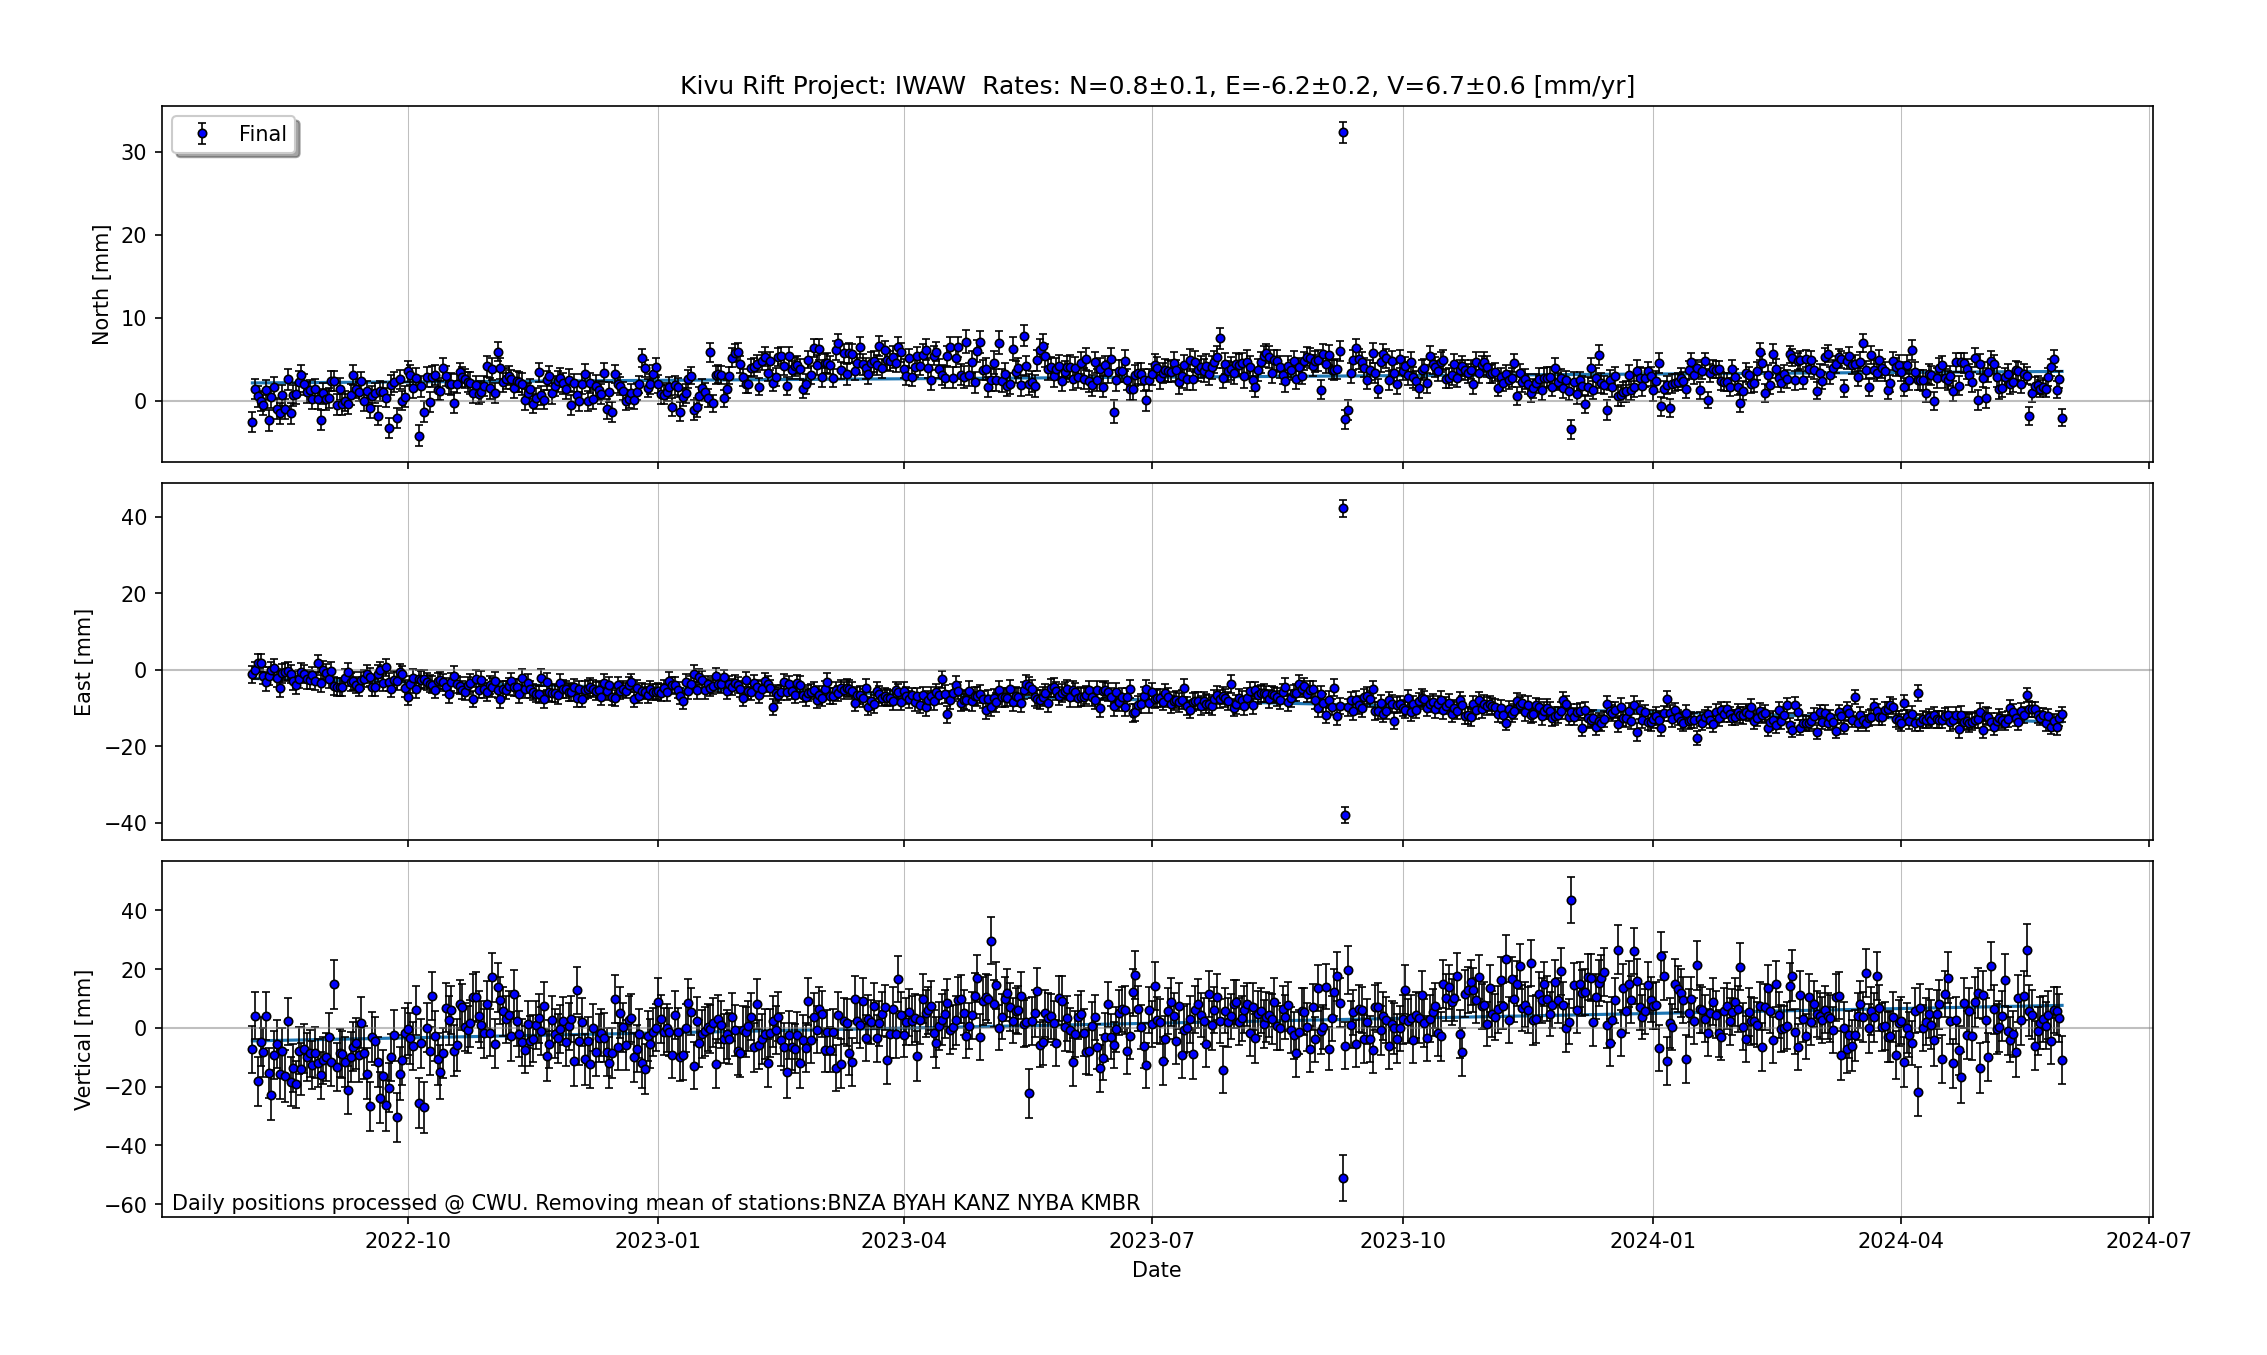 Kivu Rift Project: IWAW  Rates: N=0.8±0.1, E=-6.2±0.2, V=6.7±0.6 [mm/yr]
Final
North [mm]
30
20
10
0
East [mm]
40
20
0
−20
−40
Vertical [mm]
40
20
0
−20
−40
−60
Daily positions processed @ CWU. Removing mean of stations:BNZA BYAH KANZ NYBA KMBR
2022-10 2023-01 2023-04 2023-07 2023-10 2024-01 2024-04 2024-07
Date